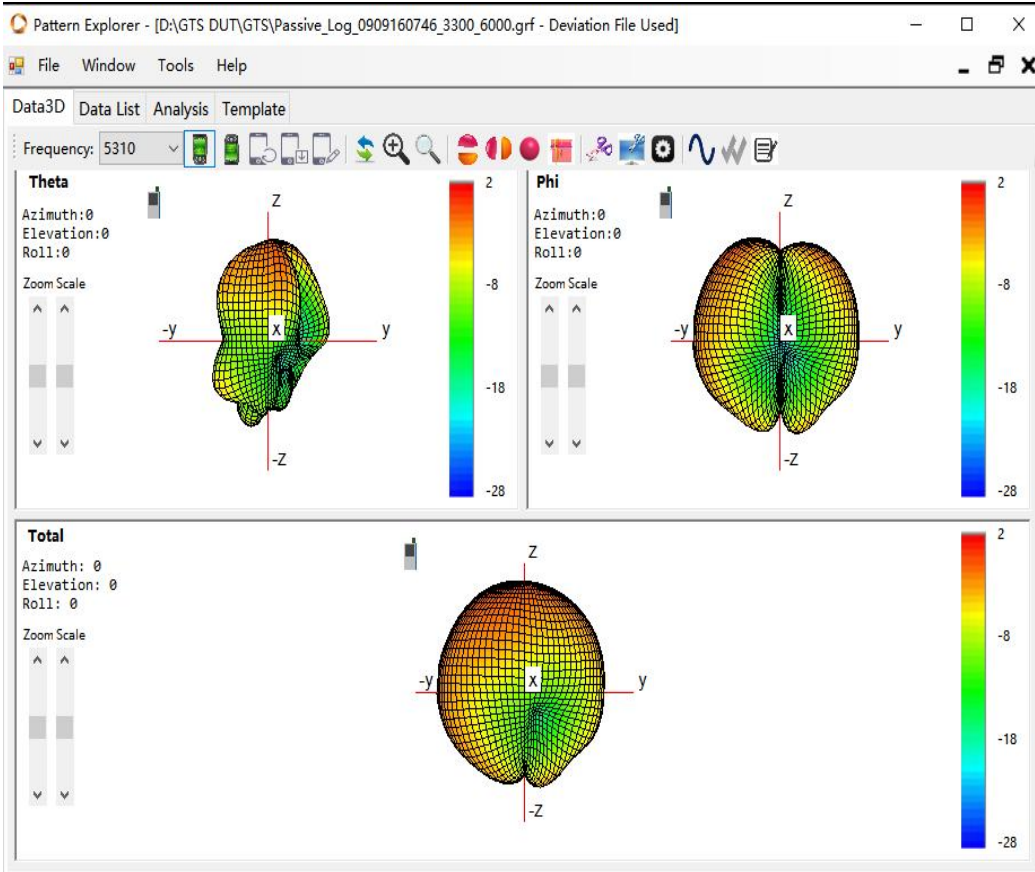 Pattern Explorer - [D:\GTS DUT\GTS\Passive_Log_0909160746_3300_6000.grf - Deviation File Used]
File Window Tools Help
Data3D Data List Analysis Template
Frequency: 5310
Theta
Azimuth:0
Elevation:0
Roll:0
Zoom Scale
Z
-y
x
y
-Z
2
-8
-18
-28
Phi
Azimuth:0
Elevation:0
Roll:0
Zoom Scale
Z
-y
x
y
-Z
2
-8
-18
-28
Total
Azimuth: 0
Elevation: 0
Roll: 0
Zoom Scale
Z
-y
x
y
-Z
2
-8
-18
-28